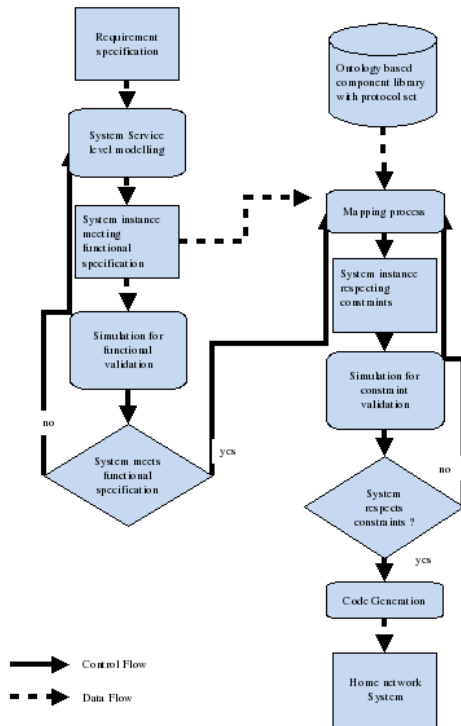 Requirement
specification
System Service
level modelling
System instance
meeting
functional
specification
Simulation for
functional
validation
no
yes
System meets
functional
specification
Ontology based
component library
with protocol set
Mapping process
System instance
respecting
constraints
Simulation for
constraint
validation
no
System
respects
constraints ?
yes
Code Generation
Home network
System
Control Flow
Data Flow